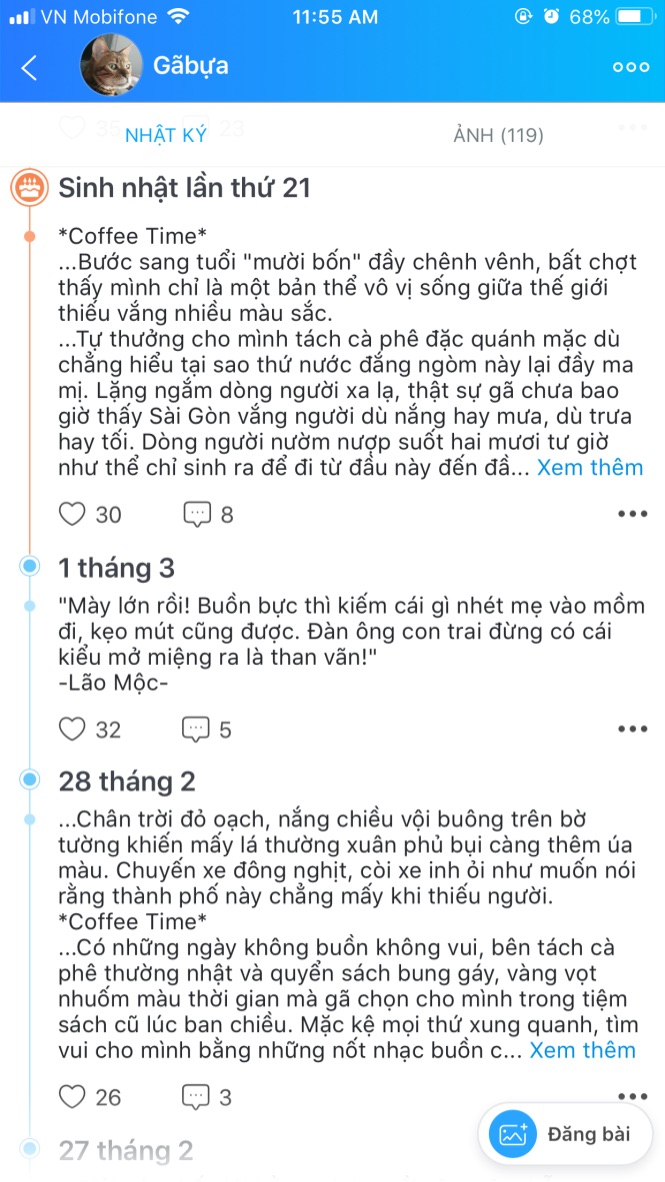 VN Mobifone 11:55 AM 68%
Gãbựa
35 23
NHẬT KÝ ẢNH (119)
Sinh nhật lần thứ 21
*Coffee Time*
...Bước sang tuổi "mười bốn" đầy chênh vênh, bất chợt
thấy mình chỉ là một bản thể vô vị sống giữa thế giới
thiếu vắng nhiều màu sắc.
...Tự thưởng cho mình tách cà phê đặc quánh mặc dù
chẳng hiểu tại sao thứ nước đắng ngòm này lại đầy ma
mị. Lặng ngắm dòng người xa lạ, thật sự gã chưa bao
giờ thấy Sài Gòn vắng người dù nắng hay mưa, dù trưa
hay tối. Dòng người nườm nượp suốt hai mươi tư giờ
như thể chỉ sinh ra để đi từ đầu này đến đầ... Xem thêm
30 8
1 tháng 3
"Mày lớn rồi! Buồn bực thì kiếm cái gì nhét mẹ vào mồm
đi, kẹo mút cũng được. Đàn ông con trai đừng có cái
kiểu mở miệng ra là than vãn!"
-Lão Mộc-
32 5
28 tháng 2
...Chân trời đỏ oạch, nắng chiều vội buông trên bờ
tường khiến mấy lá thường xuân phủ bụi càng thêm úa
màu. Chuyến xe đông nghịt, còi xe inh ỏi như muốn nói
rằng thành phố này chẳng mấy khi thiếu người.
*Coffee Time*
...Có những ngày không buồn không vui, bên tách cà
phê thường nhật và quyển sách bung gáy, vàng vọt
nhuốm màu thời gian mà gã chọn cho mình trong tiệm
sách cũ lúc ban chiều. Mặc kệ mọi thứ xung quanh, tìm
vui cho mình bằng những nốt nhạc buồn c... Xem thêm
26 3
Đăng bài
27 tháng 2